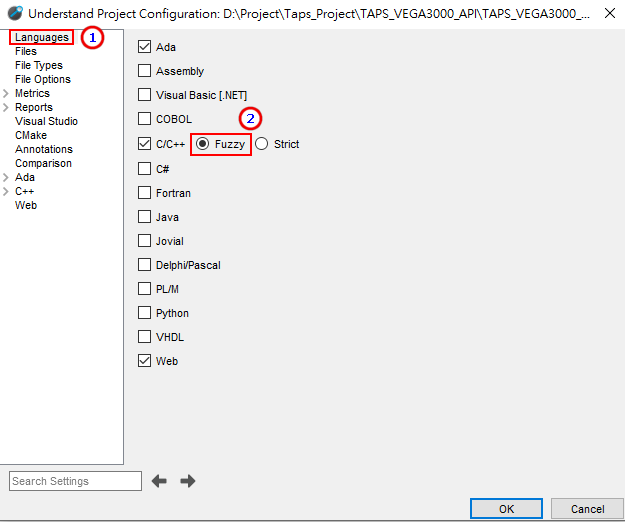 Understand Project Configuration: D:\Project\Taps_Project\TAPS_VEGA3000_API\TAPS_VEGA3000_...
Languages
1
Files
File Types
File Options
Metrics
Reports
Visual Studio
CMake
Annotations
Comparison
Ada
C++
Web
Ada
Assembly
Visual Basic [.NET]
COBOL
2
C/C++ Fuzzy Strict
C#
Fortran
Java
Jovial
Delphi/Pascal
PL/M
Python
VHDL
Web
Search Settings
OK Cancel